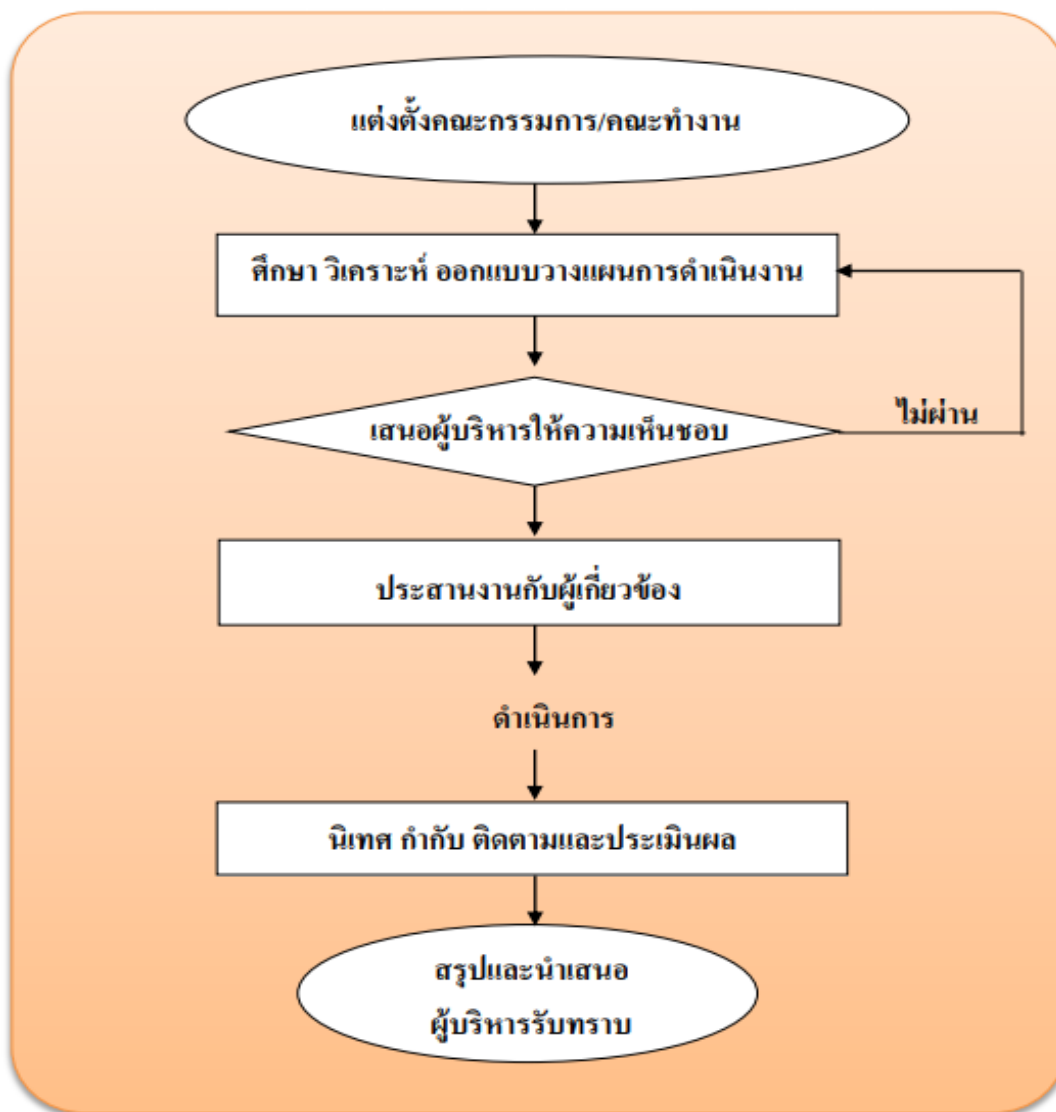 แต่งตั้งคณะกรรมการ/คณะทำงาน
ศึกษา วิเคราะห์ ออกแบบวางแผนการดำเนินงาน
เสนอผู้บริหารให้ความเห็นชอบ
ไม่ผ่าน
ประสานงานกับผู้เกี่ยวข้อง
ดำเนินการ
นิเทศ กำกับ ติดตามและประเมินผล
สรุปและนำเสนอ
ผู้บริหารรับทราบ